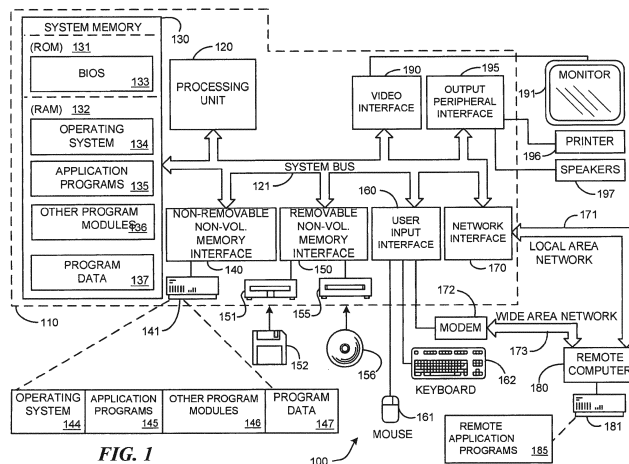 SYSTEM MEMORY
130
(ROM) 131
BIOS
133
(RAM) 132
OPERATING
SYSTEM 134
APPLICATION
PROGRAMS 135
OTHER PROGRAM
MODULES 136
PROGRAM
DATA 137
110
120
PROCESSING
UNIT
190
VIDEO
INTERFACE
195
OUTPUT
PERIPHERAL
INTERFACE
MONITOR
191
PRINTER
196
SPEAKERS
197
SYSTEM BUS
121
NON-REMOVABLE
NON-VOL.
MEMORY
INTERFACE
140
REMOVABLE
NON-VOL.
MEMORY
INTERFACE
150
160
USER
INPUT
INTERFACE
NETWORK
INTERFACE
170
171
LOCAL AREA
NETWORK
141
151
152
155
156
172
MODEM
WIDE AREA NETWORK
173
KEYBOARD
162
161
MOUSE
REMOTE
COMPUTER
180
181
REMOTE
APPLICATION
PROGRAMS 185
OPERATING
SYSTEM 144
APPLICATION
PROGRAMS 145
OTHER PROGRAM
MODULES 146
PROGRAM
DATA 147
FIG. 1
100